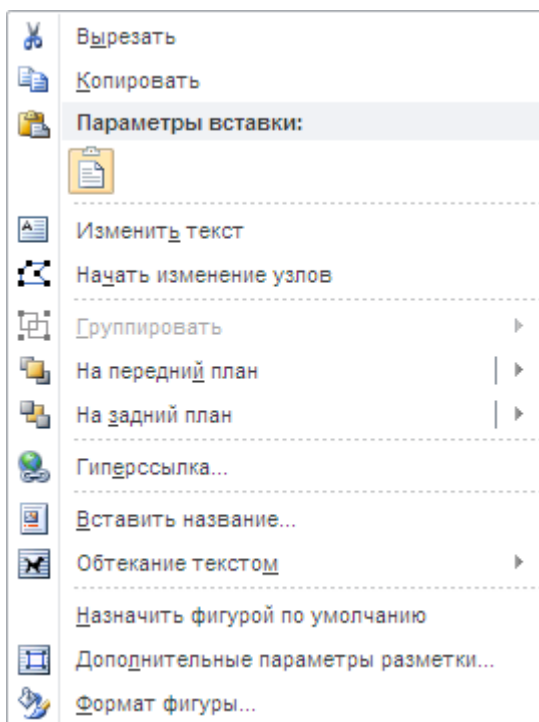 Вырезать
Копировать
Параметры вставки:
Изменить текст
Начать изменение узлов
Группировать
На передний план
На задний план
Гиперссылка...
Вставить название...
Обтекание текстом
Назначить фигурой по умолчанию
Дополнительные параметры разметки...
Формат фигуры...